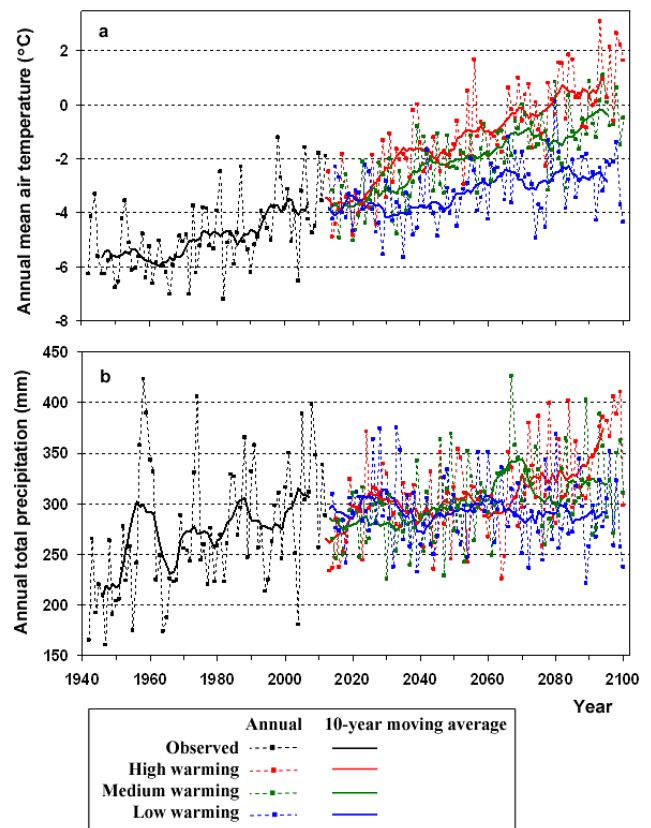 a
Annual mean air temperature (°C)
2
0
-2
-4
-6
-8
b
Annual total precipitation (mm)
450
400
350
300
250
200
150
1940 1960 1980 2000 2020 2040 2060 2080 2100
Year
Annual 10-year moving average
Observed
High warming
Medium warming
Low warming